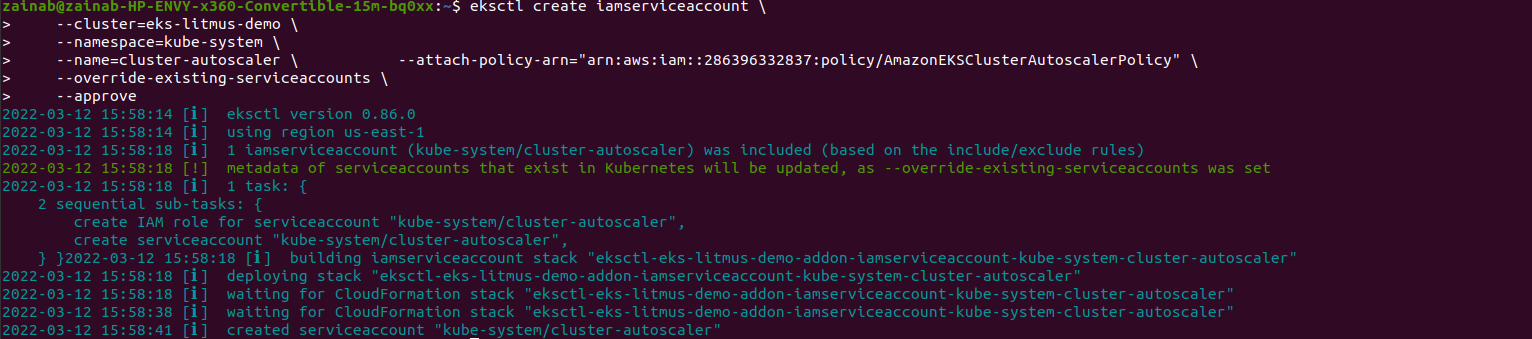 zainab@zainab-HP-ENVY-x360-Convertible-15m-bq0xx:~$ eksctl create iamserviceaccount \
>     --cluster=eks-litmus-demo \
>     --namespace=kube-system \
>     --name=cluster-autoscaler \         --attach-policy-arn="arn:aws:iam::286396332837:policy/AmazonEKSClusterAutoscalerPolicy" \
>     --override-existing-serviceaccounts \
>     --approve
2022-03-12 15:58:14 [ℹ]  eksctl version 0.86.0
2022-03-12 15:58:14 [ℹ]  using region us-east-1
2022-03-12 15:58:18 [ℹ]  1 iamserviceaccount (kube-system/cluster-autoscaler) was included (based on the include/exclude rules)
2022-03-12 15:58:18 [!]  metadata of serviceaccounts that exist in Kubernetes will be updated, as --override-existing-serviceaccounts was set
2022-03-12 15:58:18 [ℹ]  1 task: {
    2 sequential sub-tasks: {
        create IAM role for serviceaccount "kube-system/cluster-autoscaler",
        create serviceaccount "kube-system/cluster-autoscaler",
    } }2022-03-12 15:58:18 [ℹ]  building iamserviceaccount stack "eksctl-eks-litmus-demo-addon-iamserviceaccount-kube-system-cluster-autoscaler"
2022-03-12 15:58:18 [ℹ]  deploying stack "eksctl-eks-litmus-demo-addon-iamserviceaccount-kube-system-cluster-autoscaler"
2022-03-12 15:58:18 [ℹ]  waiting for CloudFormation stack "eksctl-eks-litmus-demo-addon-iamserviceaccount-kube-system-cluster-autoscaler"
2022-03-12 15:58:38 [ℹ]  waiting for CloudFormation stack "eksctl-eks-litmus-demo-addon-iamserviceaccount-kube-system-cluster-autoscaler"
2022-03-12 15:58:41 [ℹ]  created serviceaccount "kube-system/cluster-autoscaler"